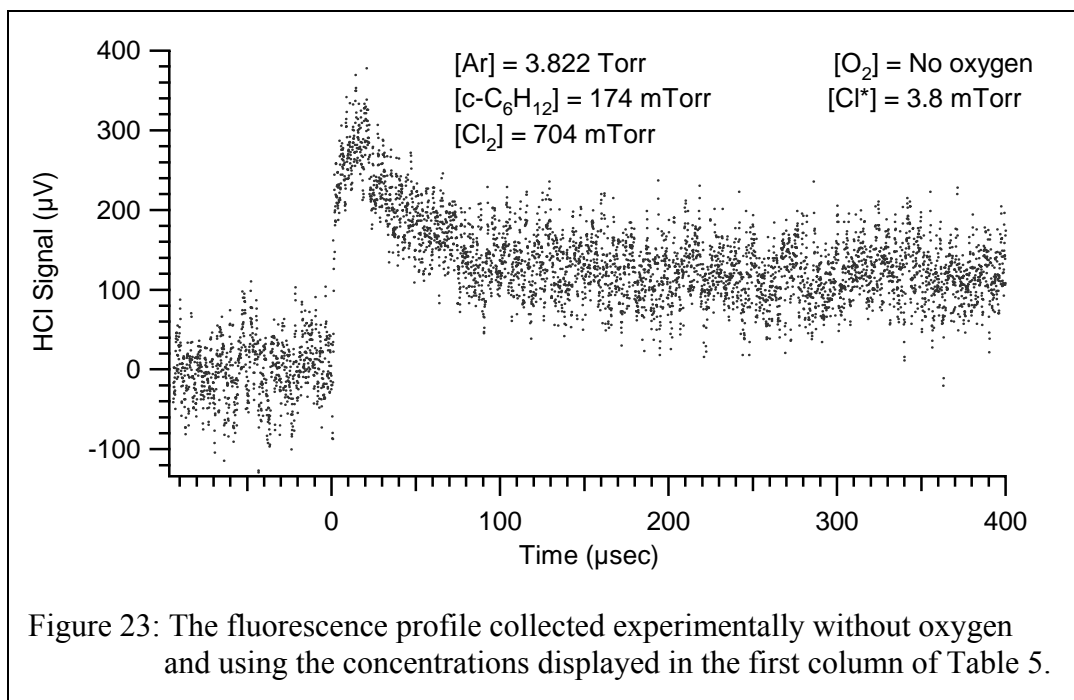 400
300
200
100
0
-100
HCl Signal (µV)
[Ar] = 3.822 Torr
[c-C6H12] = 174 mTorr
[Cl2] = 704 mTorr
[O2] = No oxygen
[Cl*] = 3.8 mTorr
0 100 200 300 400
Time (µsec)
Figure 23: The fluorescence profile collected experimentally without oxygen
and using the concentrations displayed in the first column of Table 5.